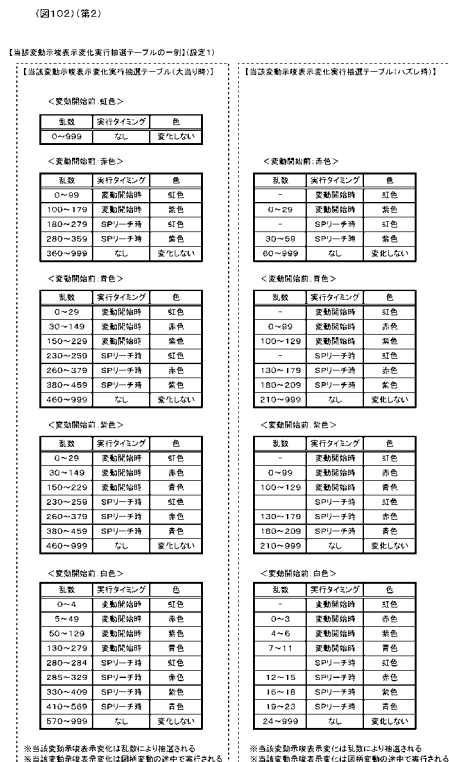 (図102)(第2)
【当該変動示唆表示変化実行抽選テーブルの一例】(設定1)
【当該変動示唆表示変化実行抽選テーブル(大当り時)】
<変動開始前:虹色>
乱数 実行タイミング 色
0～999 なし 変化しない
<変動開始前:赤色>
乱数 実行タイミング 色
0～99 変動開始時 虹色
100～179 変動開始時 紫色
180～279 SPリーチ時 虹色
280～359 SPリーチ時 紫色
360～999 なし 変化しない
<変動開始前:青色>
乱数 実行タイミング 色
0～29 変動開始時 虹色
30～149 変動開始時 赤色
150～229 変動開始時 紫色
230～259 SPリーチ時 虹色
260～379 SPリーチ時 赤色
380～459 SPリーチ時 紫色
460～999 なし 変化しない
<変動開始前:紫色>
乱数 実行タイミング 色
0～29 変動開始時 虹色
30～149 変動開始時 赤色
150～229 変動開始時 青色
230～259 SPリーチ時 虹色
260～379 SPリーチ時 赤色
380～459 SPリーチ時 青色
460～999 なし 変化しない
<変動開始前:白色>
乱数 実行タイミング 色
0～4 変動開始時 虹色
5～49 変動開始時 赤色
50～129 変動開始時 紫色
130～279 変動開始時 青色
280～284 SPリーチ時 虹色
285～329 SPリーチ時 赤色
330～409 SPリーチ時 紫色
410～569 SPリーチ時 青色
570～999 なし 変化しない
※当該変動示唆表示変化は乱数により抽選される
※当該変動示唆表示変化は図柄変動の途中で実行される
【当該変動示唆表示変化実行抽選テーブル(ハズレ時)】
<変動開始前:赤色>
乱数 実行タイミング 色
- 変動開始時 虹色
0～29 変動開始時 紫色
- SPリーチ時 虹色
30～59 SPリーチ時 紫色
60～999 なし 変化しない
<変動開始前:青色>
乱数 実行タイミング 色
- 変動開始時 虹色
0～99 変動開始時 赤色
100～129 変動開始時 紫色
- SPリーチ時 虹色
130～179 SPリーチ時 赤色
180～209 SPリーチ時 紫色
210～999 なし 変化しない
<変動開始前:紫色>
乱数 実行タイミング 色
- 変動開始時 虹色
0～99 変動開始時 赤色
100～129 変動開始時 青色
SPリーチ時 虹色
130～179 SPリーチ時 赤色
180～209 SPリーチ時 青色
210～999 なし 変化しない
<変動開始前:白色>
乱数 実行タイミング 色
- 変動開始時 虹色
0～3 変動開始時 赤色
4～6 変動開始時 紫色
7～11 変動開始時 青色
SPリーチ時 虹色
12～15 SPリーチ時 赤色
16～18 SPリーチ時 紫色
19～23 SPリーチ時 青色
24～999 なし 変化しない
※当該変動示唆表示変化は乱数により抽選される
※当該変動示唆表示変化は図柄変動の途中で実行される